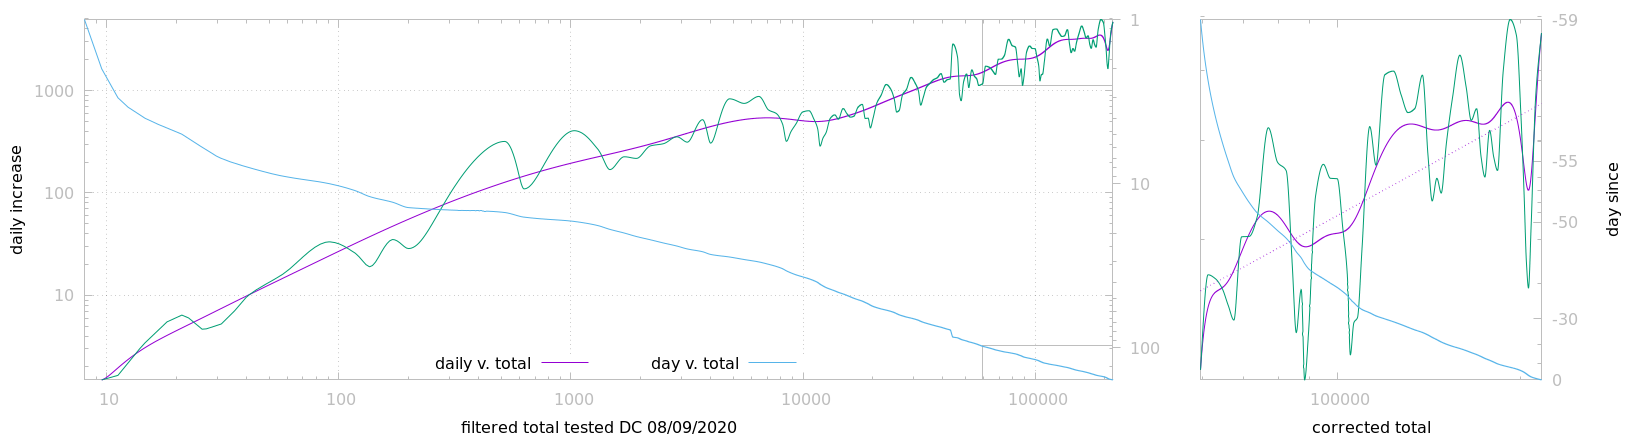 daily increase
1000
100
10
daily v. total
day v. total
10
100
1000
10000
100000
filtered total tested DC 08/09/2020
1
10
100
100000
corrected total
-59
-55
-50
-30
0
day since